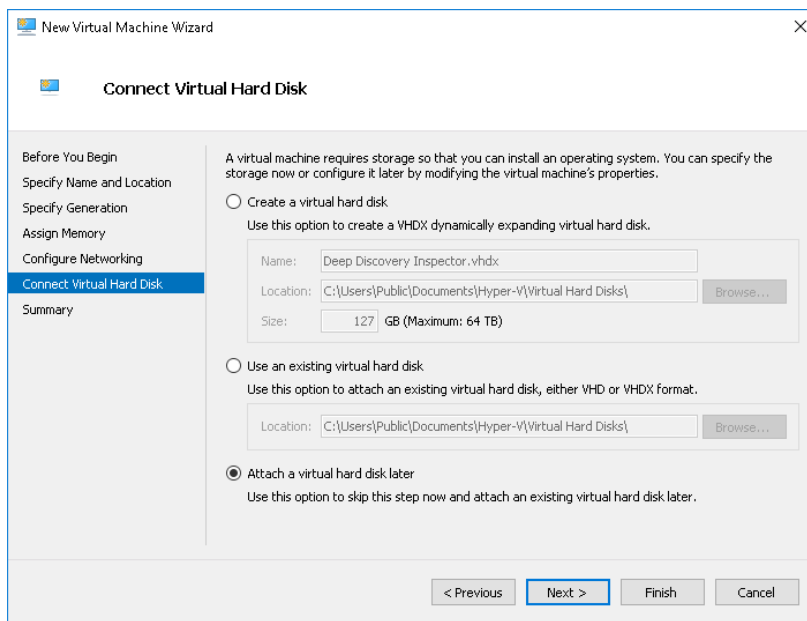 New Virtual Machine Wizard
Connect Virtual Hard Disk
Before You Begin
Specify Name and Location
Specify Generation
Assign Memory
Configure Networking
Connect Virtual Hard Disk
Summary
A virtual machine requires storage so that you can install an operating system. You can specify the
storage now or configure it later by modifying the virtual machine's properties.
Create a virtual hard disk
Use this option to create a VHDX dynamically expanding virtual hard disk.
Name: Deep Discovery Inspector.vhdx
Location: C:\Users\Public\Documents\Hyper-V\Virtual Hard Disks\ Browse...
Size: 127 GB (Maximum: 64 TB)
Use an existing virtual hard disk
Use this option to attach an existing virtual hard disk, either VHD or VHDX format.
Location: C:\Users\Public\Documents\Hyper-V\Virtual Hard Disks\ Browse...
Attach a virtual hard disk later
Use this option to skip this step now and attach an existing virtual hard disk later.
< Previous Next > Finish Cancel